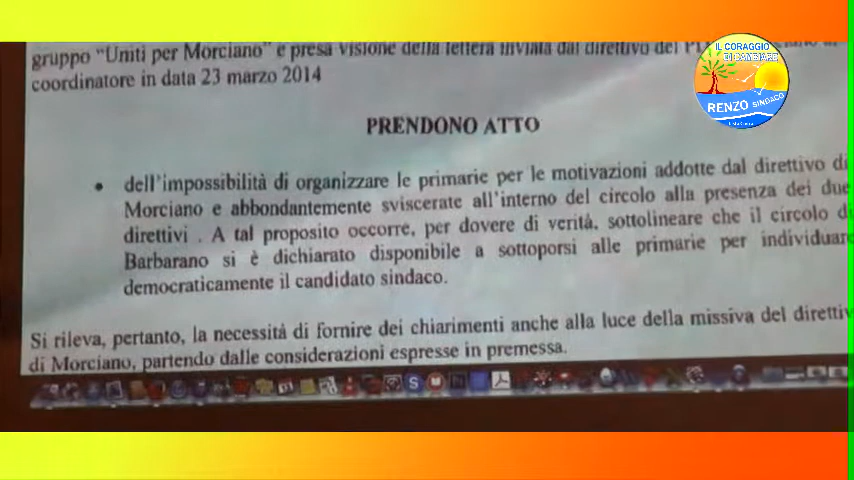 gruppo "Uniti per Morciano" e presa visione della lettera inviata dal direttivo del
coordinatore in data 23 marzo 2014
PRENDONO ATTO
• dell'impossibilità di organizzare le primarie per le motivazioni addotte dal direttivo di
Morciano e abbondantemente sviscerate all'interno del circolo alla presenza dei due
direttivi . A tal proposito occorre, per dovere di verità, sottolineare che il circolo d
Barbarano si è dichiarato disponibile a sottoporsi alle primarie per individuare
democraticamente il candidato sindaco.
Si rileva, pertanto, la necessità di fornire dei chiarimenti anche alla luce della missiva del direttiv
di Morciano, partendo dalle considerazioni espresse in premessa.
IL CORAGGIO
DI CAMBIARE
RENZO SINDACO